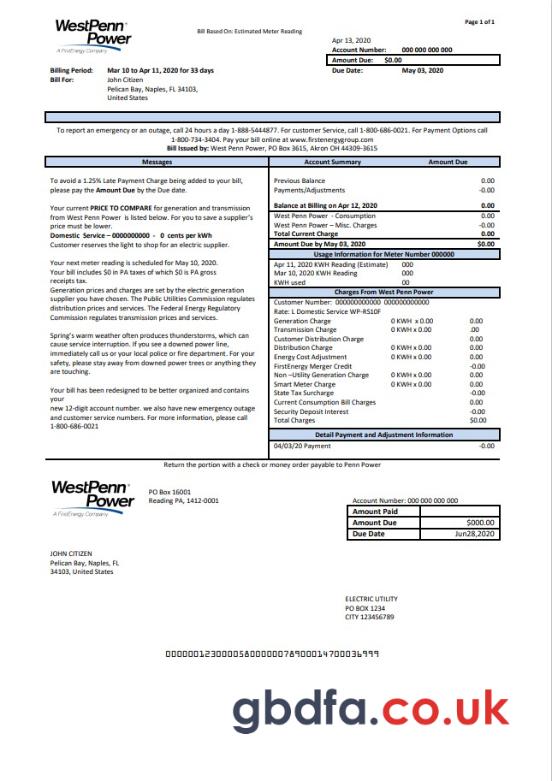 Page 1 of 1
WestPenn
Power
A FirstEnergy Company
Bill Based On: Estimated Meter Reading
Apr 13, 2020
Account Number: 000 000 000 000
Amount Due: $0.00
Due Date: May 03, 2020
Billing Period: Mar 10 to Apr 11, 2020 for 33 days
Bill For: John Citizen
Pelican Bay, Naples, FL 34103,
United States
To report an emergency or an outage, call 24 hours a day 1-888-5444877. For customer Service, call 1-800-686-0021. For Payment Options call
1-800-734-3404. Pay your bill online at www.firstenergygroup.com
Bill Issued by: West Penn Power, PO Box 3615, Akron OH 44309-3615
Messages
To avoid a 1.25% Late Payment Charge being added to your bill,
please pay the Amount Due by the Due date.
Your current PRICE TO COMPARE for generation and transmission
from West Penn Power is listed below. For you to save a supplier's
price must be lower.
Domestic Service – 0000000000 - 0 cents per kWh
Customer reserves the light to shop for an electric supplier.
Your next meter reading is scheduled for May 10, 2020.
Your bill includes $0 in PA taxes of which $0 is PA gross
receipts tax.
Generation prices and charges are set by the electric generation
supplier you have chosen. The Public Utilities Commission regulates
distribution prices and services. The Federal Energy Regulatory
Commission regulates transmission prices and services.
Spring's warm weather often produces thunderstorms, which can
cause service interruption. If you see a downed power line,
immediately call us or your local police or fire department. For your
safety, please stay away from downed power trees or anything they
are touching.
Your bill has been redesigned to be better organized and contains
your
new 12-digit account number. we also have new emergency outage
and customer service numbers. For more information, please call
1-800-686-0021
Account Summary Amount Due
Previous Balance 0.00
Payments/Adjustments -0.00
Balance at Billing on Apr 12, 2020 0.00
West Penn Power - Consumption 0.00
West Penn Power – Misc. Charges -0.00
Total Current Charge 0.00
Amount Due by May 03, 2020 $0.00
Usage Information for Meter Number 000000
Apr 11, 2020 KWH Reading (Estimate) 000
Mar 10, 2020 KWH Reading 000
KWH used 00
Charges From West Penn Power
Customer Number: 000000000000 000000000000
Rate: L Domestic Service WP-RS10F
Generation Charge 0 KWH x 0.00 0.00
Transmission Charge 0 KWH x 0.00 .00
Customer Distribution Charge 0.00
Distribution Charge 0 KWH x 0.00 0.00
Energy Cost Adjustment 0 KWH x 0.00 0.00
FirstEnergy Merger Credit -0.00
Non –Utility Generation Charge 0 KWH x 0.00 0.00
Smart Meter Charge 0 KWH x 0.00 0.00
State Tax Surcharge -0.00
Current Consumption Bill Charges 0.00
Security Deposit Interest -0.00
Total Charges $0.00
Detail Payment and Adjustment Information
04/03/20 Payment -0.00
Return the portion with a check or money order payable to Penn Power
WestPenn
Power
A FirstEnergy Company
PO Box 16001
Reading PA, 1412-0001
Account Number: 000 000 000 000
Amount Paid
Amount Due $000.00
Due Date Jun28,2020
JOHN CITIZEN
Pelican Bay, Naples, FL
34103, United States
ELECTRIC UTILITY
PO BOX 1234
CITY 123456789
gbdfa.co.uk